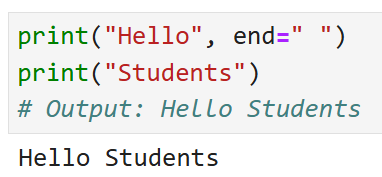 print("Hello", end=" ")
print("Students")
# Output: Hello Students
Hello Students